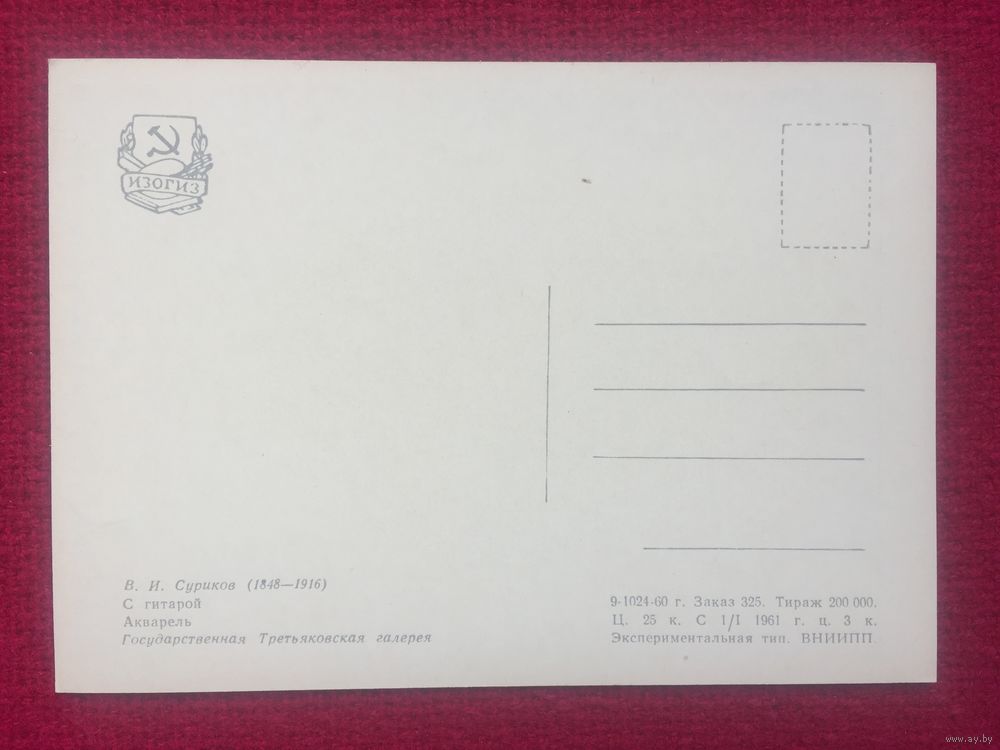 ИЗОГИЗ
В. И. Суриков (1848—1916)
С гитарой
Акварель
Государственная Третьяковская галерея
9-1024-60 г. Заказ 325. Тираж 200 000.
Ц. 25 к. С 1/I 1961 г. ц. 3 к.
Экспериментальная тип. ВНИИПП.
www.ay.by